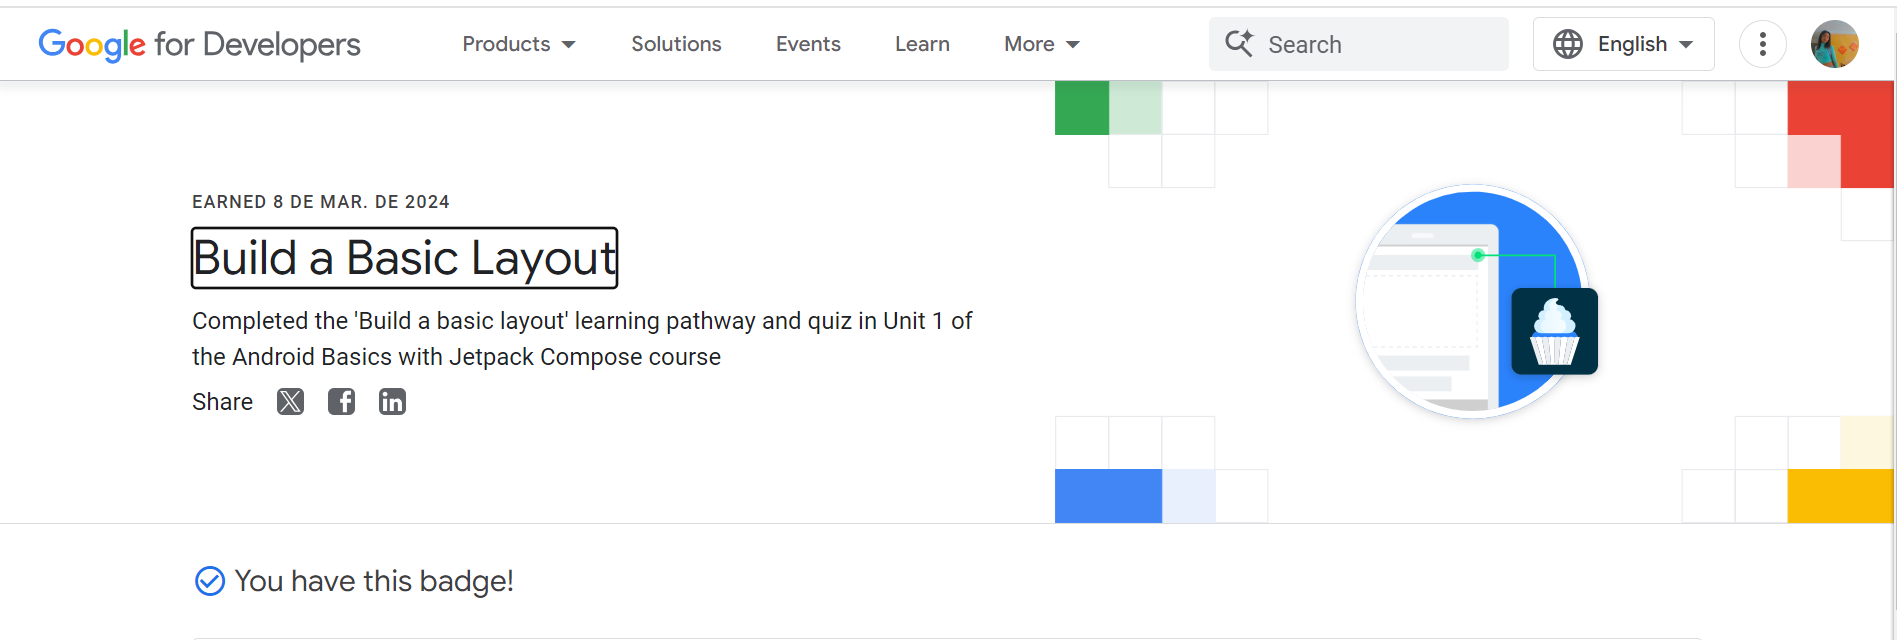 Google for Developers Products Solutions Events Learn More Search English
EARNED 8 DE MAR. DE 2024
Build a Basic Layout
Completed the 'Build a basic layout' learning pathway and quiz in Unit 1 of
the Android Basics with Jetpack Compose course
Share
You have this badge!